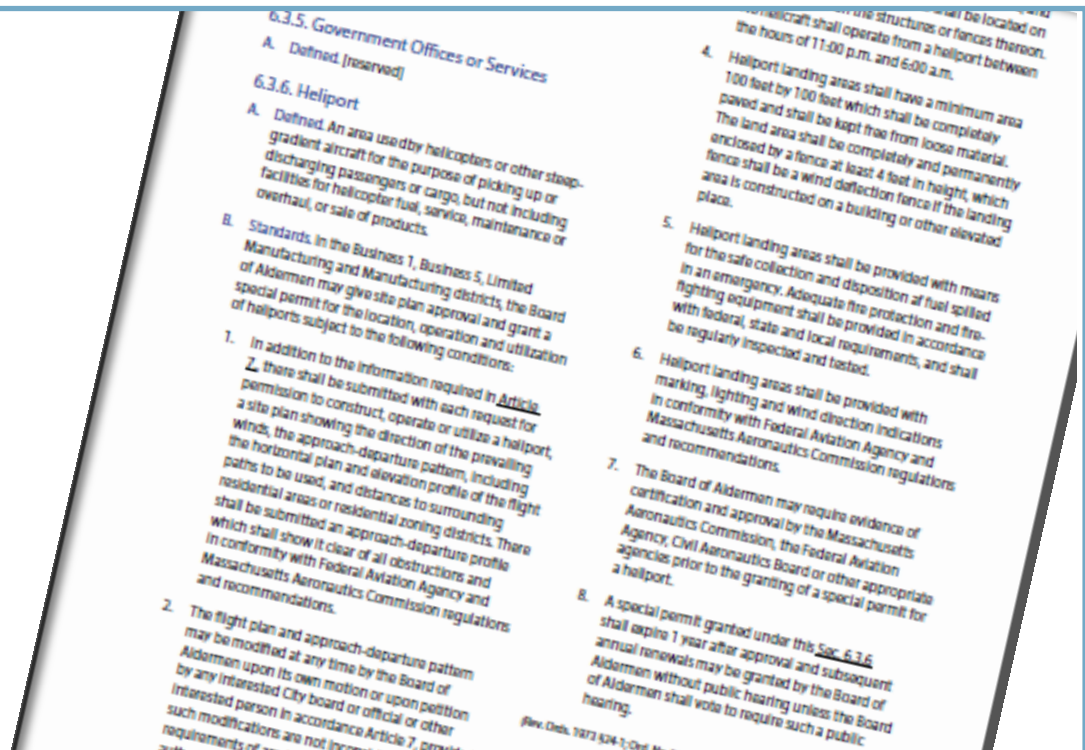 6.3.5. Government Offices or Services
A. Defined. [reserved]
6.3.6. Heliport
A. Defined. An area used by helicopters or other steep-
gradient aircraft for the purpose of picking up or
discharging passengers or cargo, but not including
facilities for helicopter fuel, service, maintenance or
overhaul, or sale of products.
B. Standards. In the Business 1, Business 5, Limited
Manufacturing and Manufacturing districts, the Board
of Aldermen may give site plan approval and grant a
special permit for the location, operation and utilization
of heliports subject to the following conditions:
1. In addition to the information required in Article
7, there shall be submitted with each request for
permission to construct, operate or utilize a heliport,
a site plan showing the direction of the prevailing
winds, the approach-departure pattern, including
the horizontal plan and elevation profile of the flight
paths to be used, and distances to surrounding
residential areas or residential zoning districts. There
shall be submitted an approach-departure profile
which shall show it clear of all obstructions and
in conformity with Federal Aviation Agency and
Massachusetts Aeronautics Commission regulations
and recommendations.
2. The flight plan and approach-departure pattern
may be modified at any time by the Board of
Aldermen upon its own motion or upon petition
by any interested City board or official or other
interested person in accordance Article 7,
such modifications are not
requirements of
the structures or fences thereon.
helicraft shall operate from a heliport between
the hours of 11:00 p.m. and 6:00 a.m.
4. Heliport landing areas shall have a minimum area
100 feet by 100 feet which shall be completely
paved and shall be kept free from loose material.
The land area shall be completely and permanently
enclosed by a fence at least 4 feet in height, which
fence shall be a wind deflection fence if the landing
area is constructed on a building or other elevated
place.
5. Heliport landing areas shall be provided with means
for the safe collection and disposition af fuel spilled
in an emergency. Adequate fire protection and fire-
fighting equipment shall be provided in accordance
with federal, state and local requirements, and shall
be regularly inspected and tested.
6. Heliport landing areas shall be provided with
marking, lighting and wind direction indications
in conformity with Federal Aviation Agency and
Massachusetts Aeronautics Commission regulations
and recommendations.
7. The Board of Aldermen may require evidence of
certification and approval by the Massachusetts
Aeronautics Commission, the Federal Aviation
Agency, Civil Aeronautics Board or other appropriate
agencies prior to the granting of a special permit for
a heliport.
8. A special permit granted under this Sec. 6.3.6
shall expire 1 year after approval and subsequent
annual renewals may be granted by the Board of
Aldermen without public hearing unless the Board
of Aldermen shall vote to require such a public
hearing.
(Rev. Ords. 1973 §24-1; Ord.